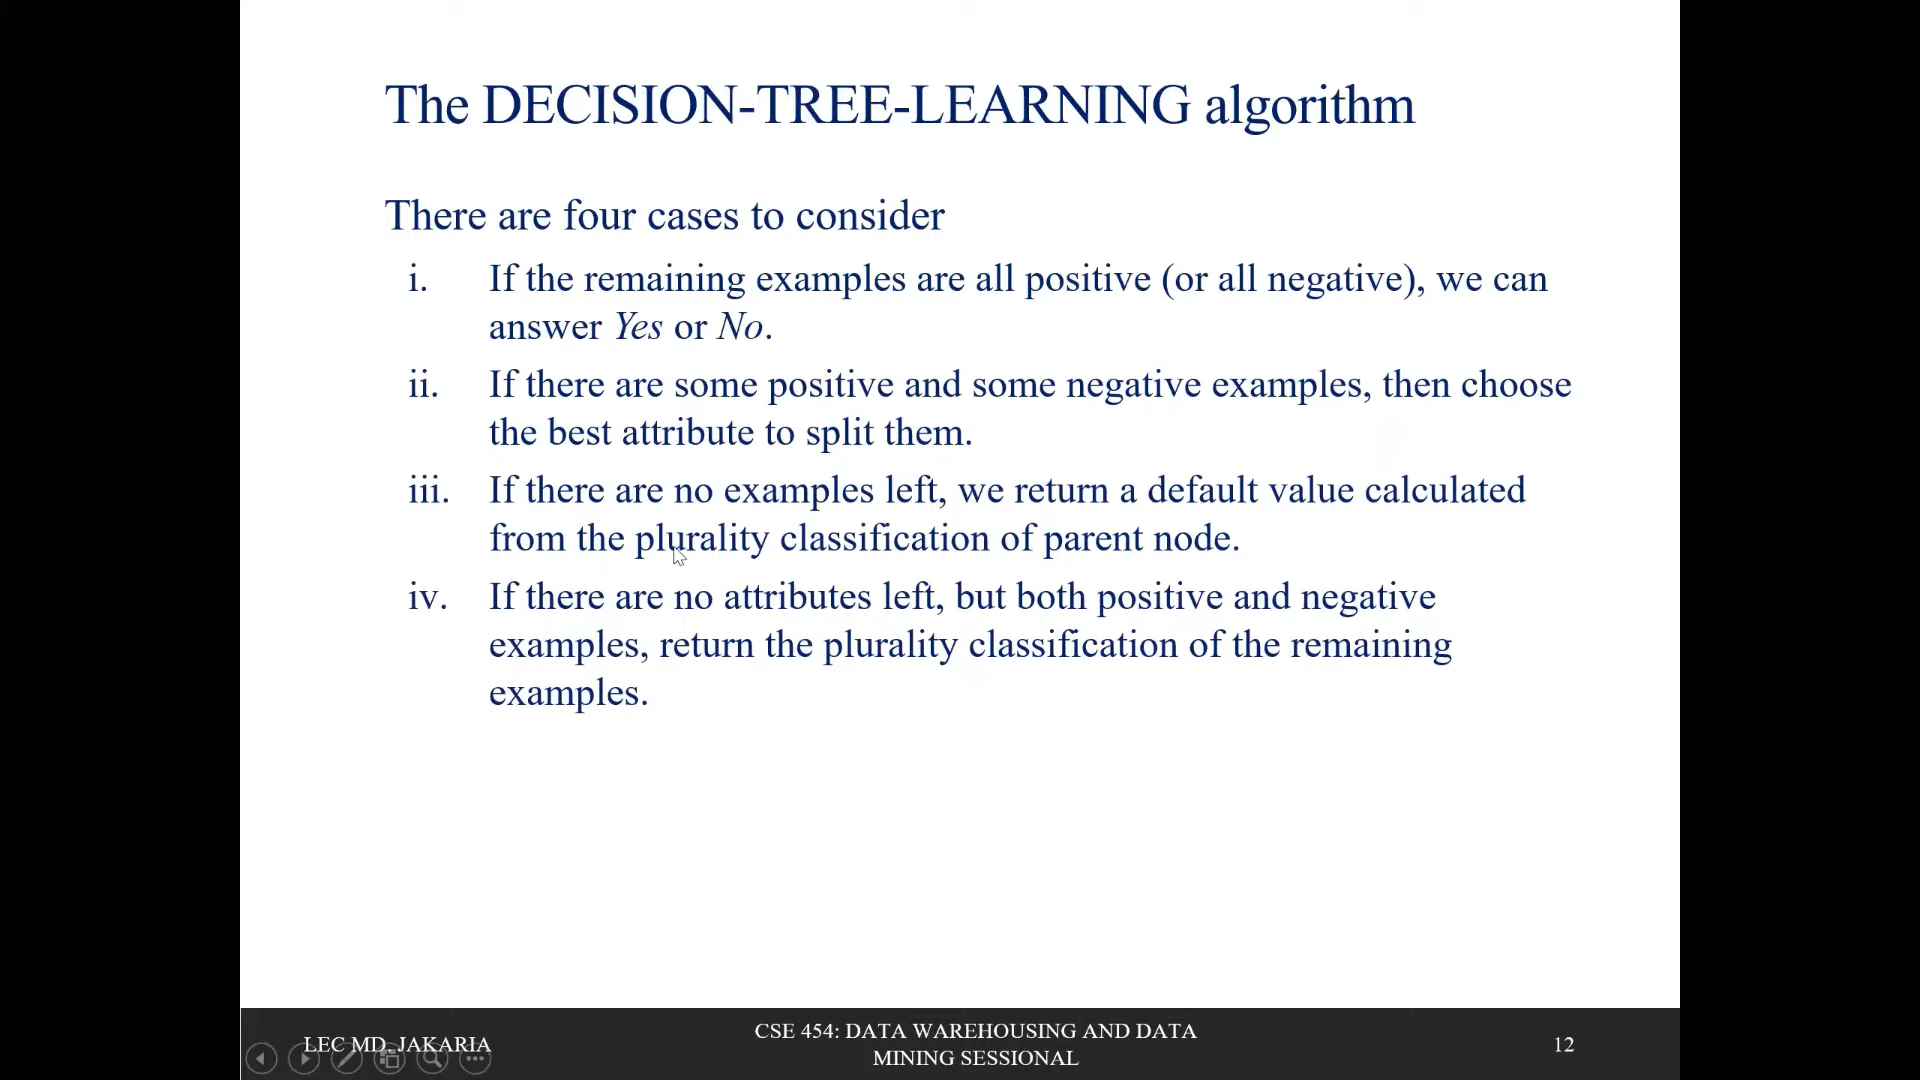 The DECISION-TREE-LEARNING algorithm
There are four cases to consider
i. If the remaining examples are all positive (or all negative), we can
answer Yes or No.
ii. If there are some positive and some negative examples, then choose
the best attribute to split them.
iii. If there are no examples left, we return a default value calculated
from the plurality classification of parent node.
iv. If there are no attributes left, but both positive and negative
examples, return the plurality classification of the remaining
examples.
LEC MD. JAKARIA
CSE 454: DATA WAREHOUSING AND DATA
MINING SESSIONAL
12